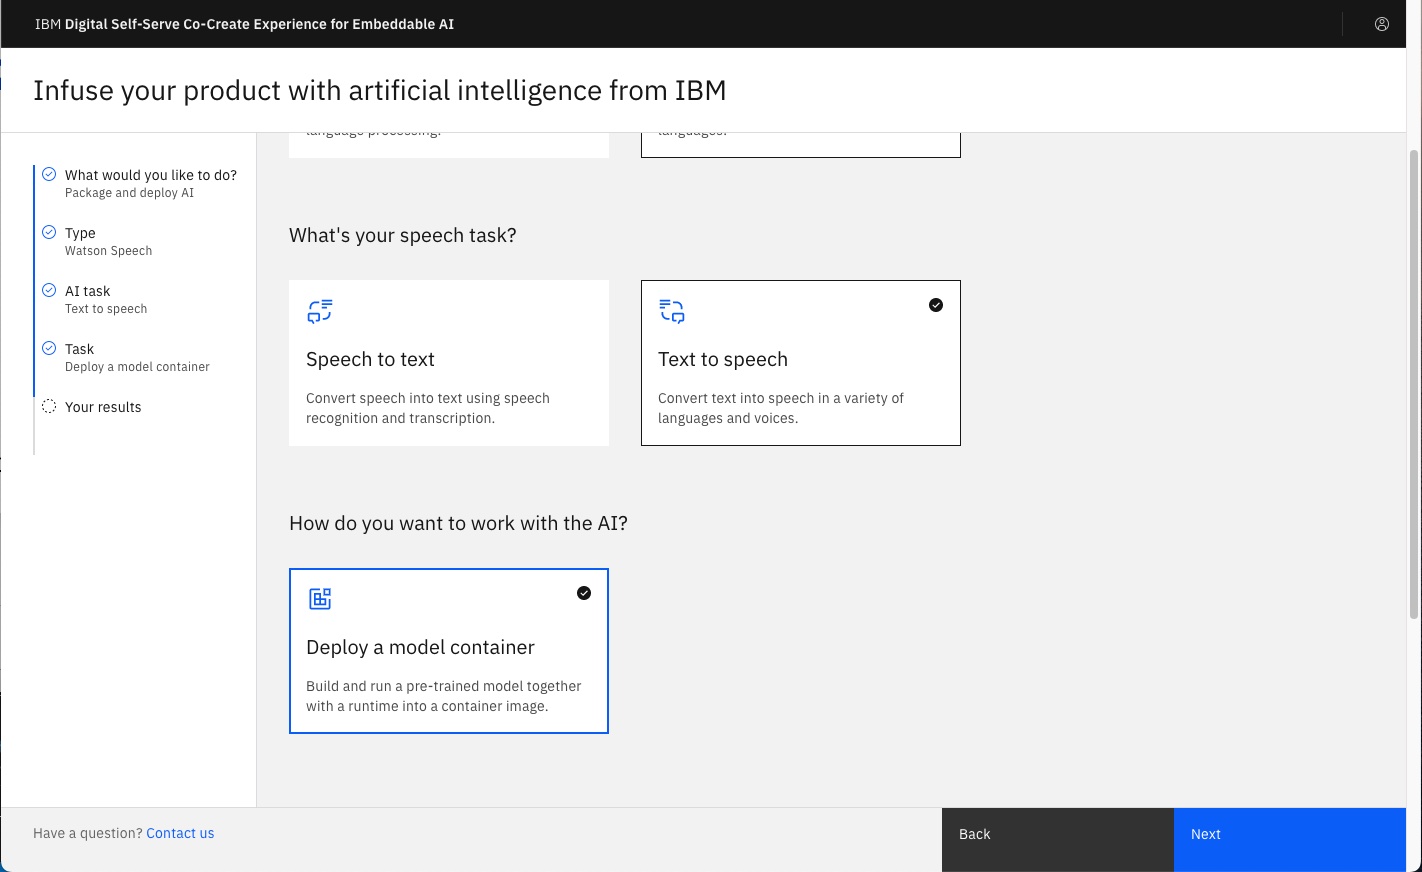 IBM Digital Self-Serve Co-Create Experience for Embeddable AI
Infuse your product with artificial intelligence from IBM
What would you like to do?
Package and deploy AI
Type
Watson Speech
AI task
Text to speech
Task
Deploy a model container
Your results
language processing.
languages.
What's your speech task?
Speech to text
Convert speech into text using speech
recognition and transcription.
Text to speech
Convert text into speech in a variety of
languages and voices.
How do you want to work with the AI?
Deploy a model container
Build and run a pre-trained model together
with a runtime into a container image.
Have a question? Contact us
Back
Next